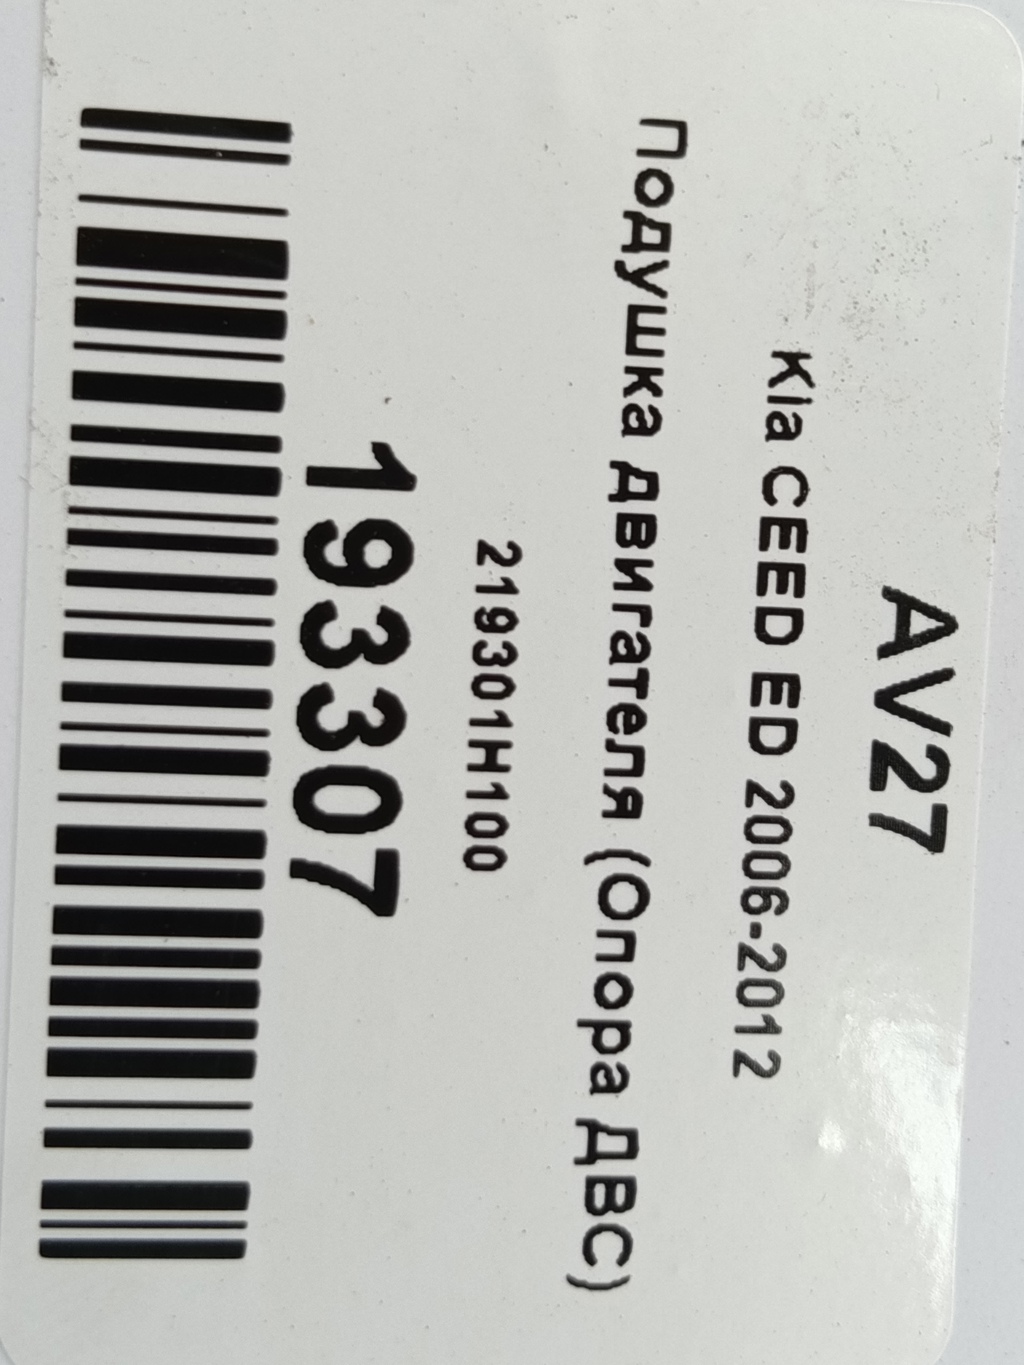 AV27
Kia CEED ED 2006-2012
Подушка двигателя (Опора ДВС)
219301H100
193307